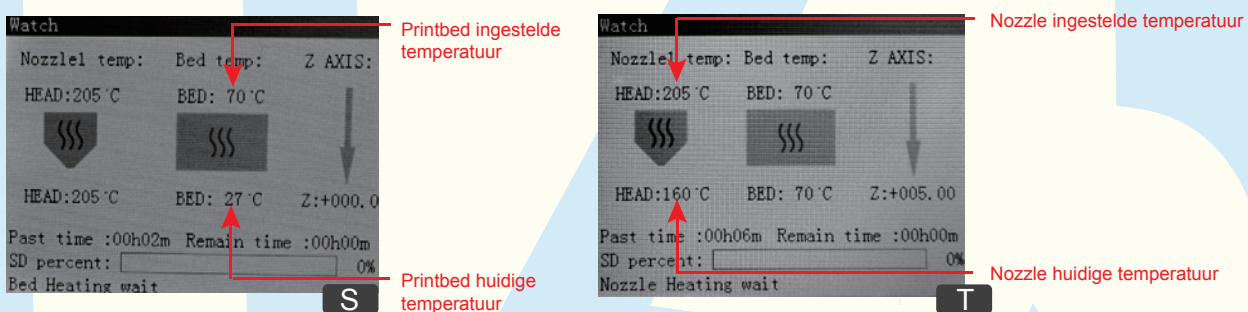 Watch
Nozzle1 temp: Bed temp: Z AXIS:
HEAD:205°C BED: 70°C
HEAD:205°C BED: 27°C Z:+000.0
Past time :00h02m Remain time :00h00m
SD percent: 0%
Bed Heating wait
S
Printbed ingestelde
temperatuur
Printbed huidige
temperatuur
Watch
Nozzle1 temp: Bed temp: Z AXIS:
HEAD:205°C BED: 70°C
HEAD:160°C BED: 70°C Z:+005.00
Past time :00h06m Remain time :00h00m
SD percent: 0%
Nozzle Heating wait
T
Nozzle ingestelde temperatuur
Nozzle huidige temperatuur